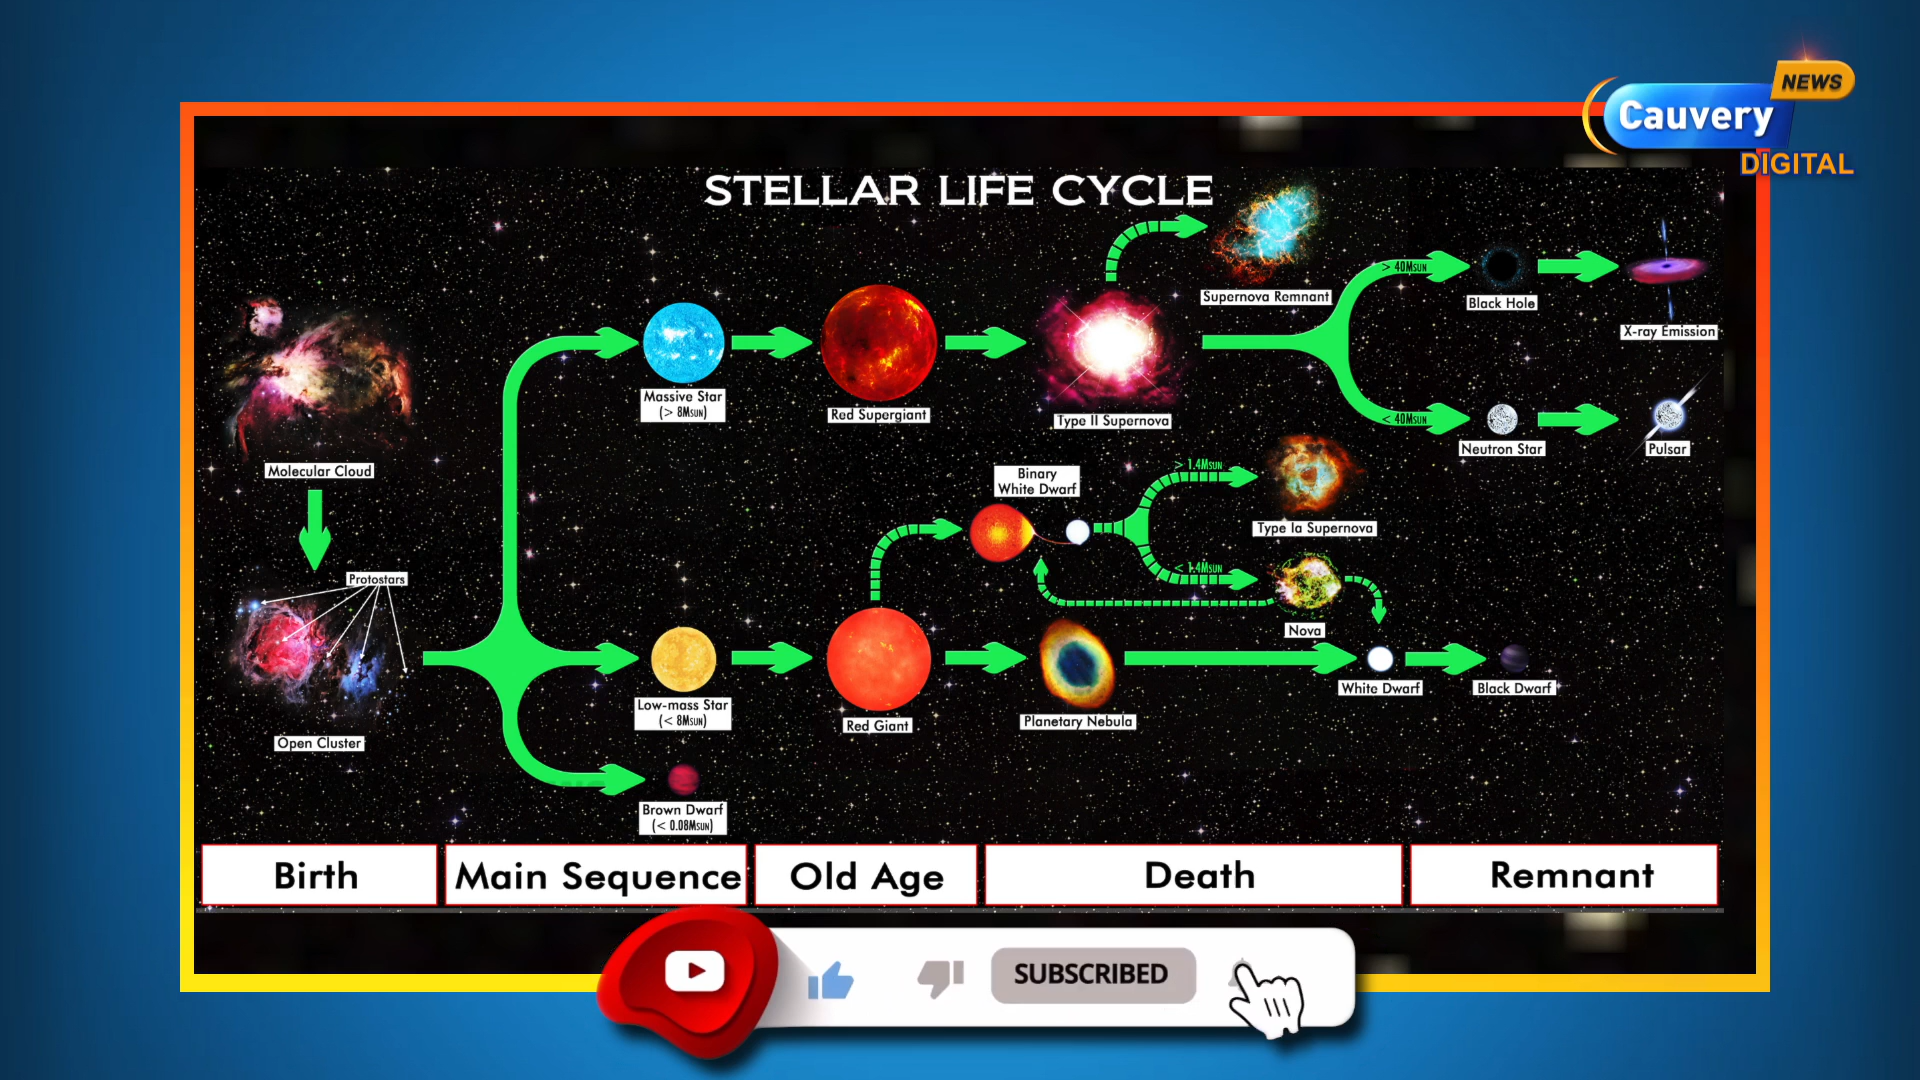 NEWS
Cauvery
DIGITAL
STELLAR LIFE CYCLE
Supernova Remnant
> 40MSUN
Black Hole
X-ray Emission
Massive Star
(> 8MSUN)
Red Supergiant
Type II Supernova
< 40MSUN
Neutron Star
Pulsar
Molecular Cloud
Binary
White Dwarf
> 1.4MSUN
Type Ia Supernova
< 1.4MSUN
Protostars
Nova
Open Cluster
Low-mass Star
(< 8MSUN)
Red Giant
Planetary Nebula
White Dwarf
Black Dwarf
Brown Dwarf
(< 0.08MSUN)
Birth
Main Sequence
Old Age
Death
Remnant
SUBSCRIBED